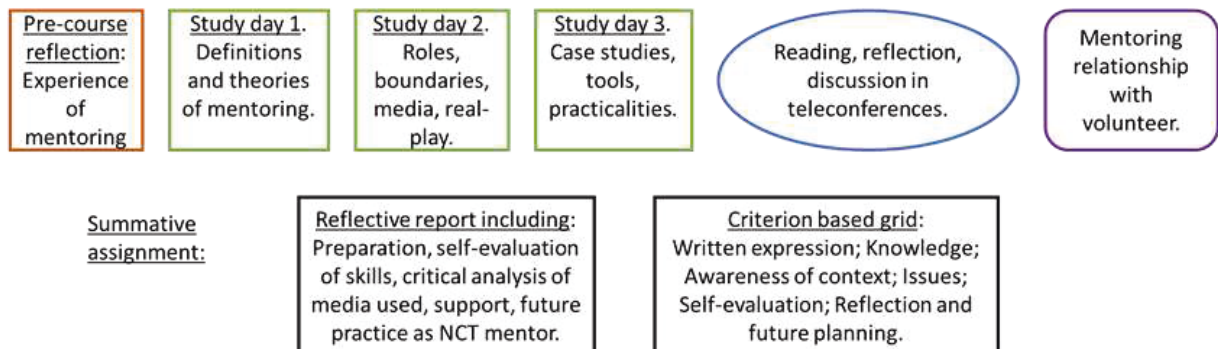 Pre-course
reflection:
Experience
of
mentoring
Study day 1.
Definitions
and theories
of mentoring.
Study day 2.
Roles,
boundaries,
media, real-
play.
Study day 3.
Case studies,
tools,
practicalities.
Reading, reflection,
discussion in
teleconferences.
Mentoring
relationship
with
volunteer.
Summative
assignment:
Reflective report including:
Preparation, self-evaluation
of skills, critical analysis of
media used, support, future
practice as NCT mentor.
Criterion based grid:
Written expression; Knowledge;
Awareness of context; Issues;
Self-evaluation; Reflection and
future planning.